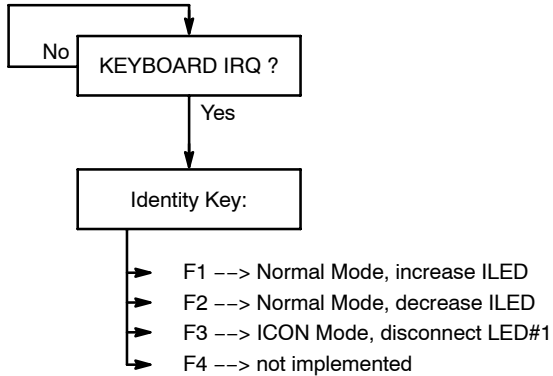 No
KEYBOARD IRQ ?
Yes
Identity Key:
F1 −−> Normal Mode, increase ILED
F2 −−> Normal Mode, decrease ILED
F3 −−> ICON Mode, disconnect LED#1
F4 −−> not implemented